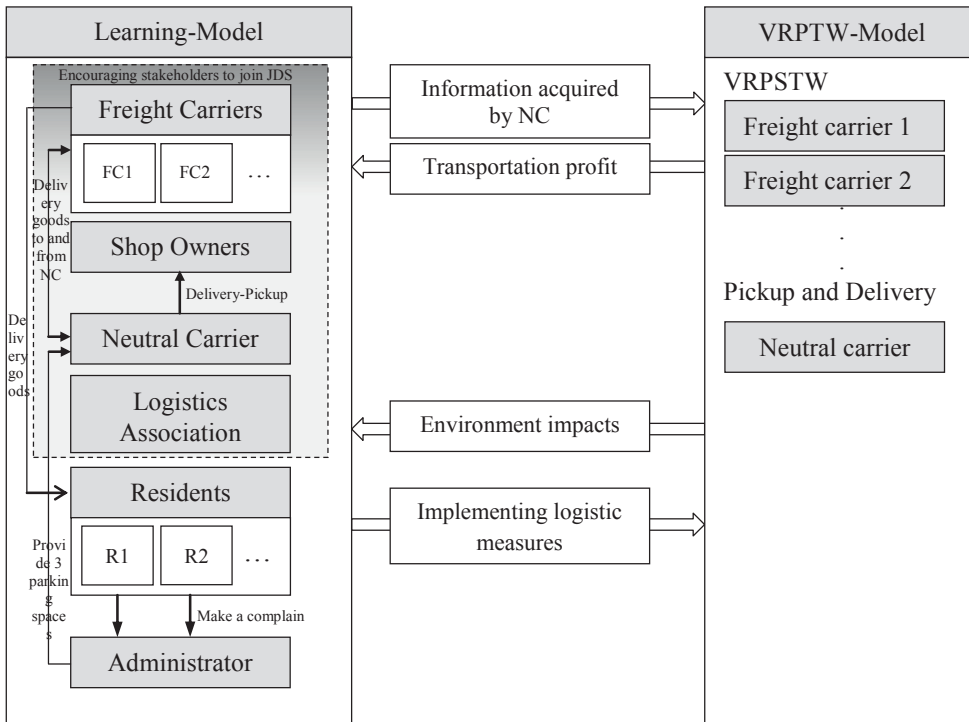 Learning-Model
Encouraging stakeholders to join JDS
Freight Carriers
FC1
FC2
...
Deliv
ery
goods
to and
from
NC
Shop Owners
Delivery-Pickup
De
liv
ery
go
ods
Neutral Carrier
Logistics
Association
Residents
R1
R2
...
Provi
de 3
parkin
g
space
s
Make a complain
Administrator
Information acquired
by NC
Transportation profit
Environment impacts
Implementing logistic
measures
VRPTW-Model
VRPSTW
Freight carrier 1
Freight carrier 2
.
.
.
Pickup and Delivery
Neutral carrier